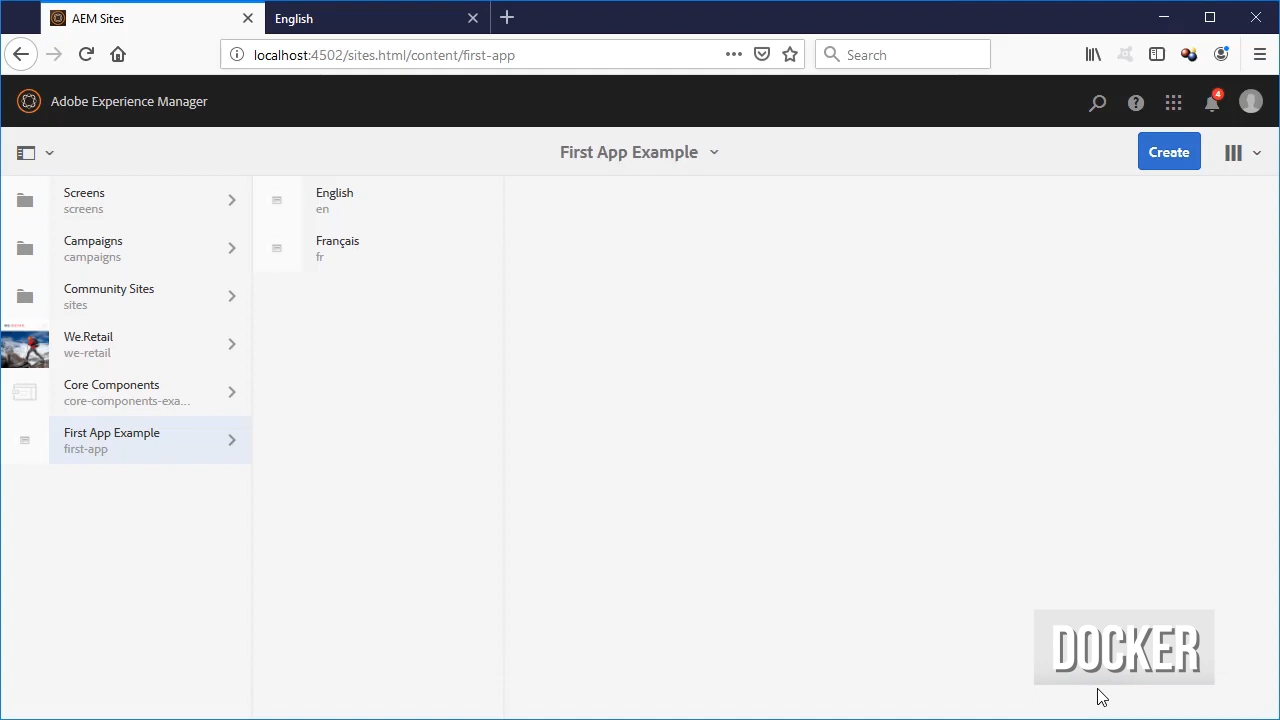 AEM Sites
English
localhost:4502/sites.html/content/first-app
Search
Adobe Experience Manager
4
First App Example
Create
Screens
screens
Campaigns
campaigns
Community Sites
sites
We.Retail
we-retail
Core Components
core-components-exa...
First App Example
first-app
English
en
Français
fr
DOCKER